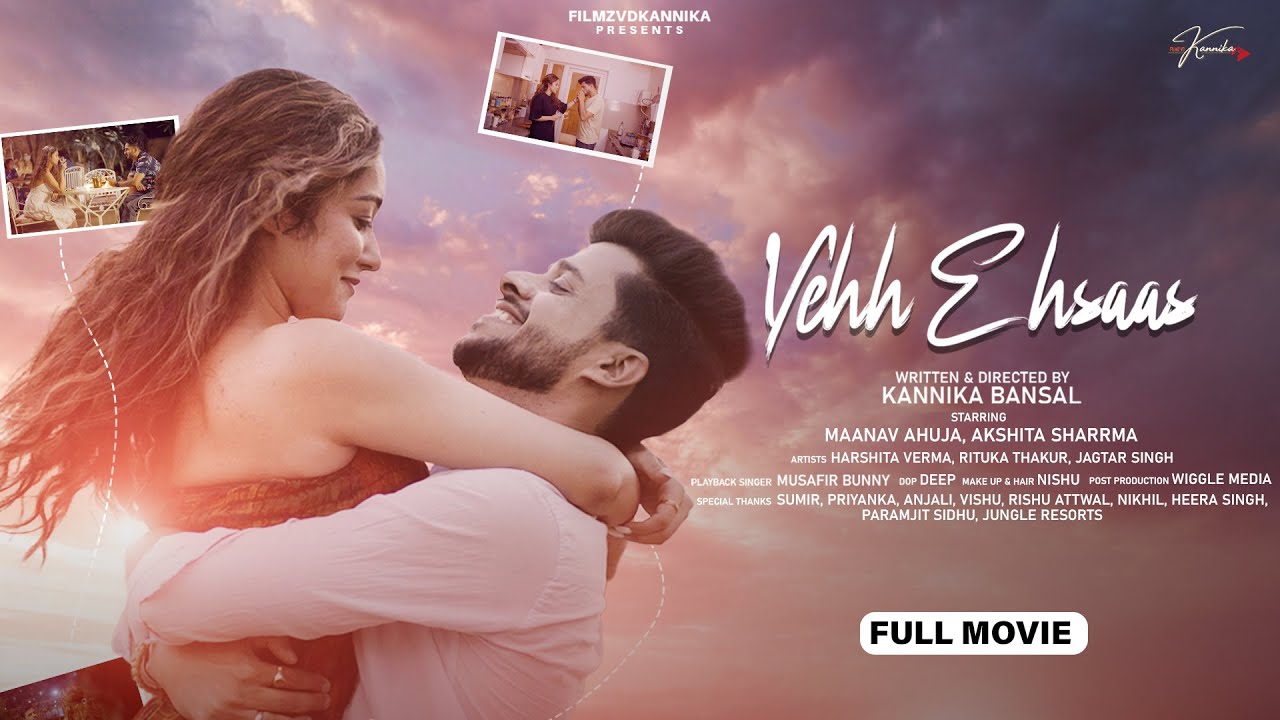 FILMZVDKANNIKA
PRESENTS
Kannika
Yehh Ehsaas
WRITTEN & DIRECTED BY
KANNIKA BANSAL
STARRING
MAANAV AHUJA, AKSHITA SHARRMA
ARTISTS HARSHITA VERMA, RITUKA THAKUR, JAGTAR SINGH
PLAYBACK SINGER MUSAFIR BUNNY DOP DEEP MAKE UP & HAIR NISHU POST PRODUCTION WIGGLE MEDIA
SPECIAL THANKS SUMIR, PRIYANKA, ANJALI, VISHU, RISHU ATTWAL, NIKHIL, HEERA SINGH,
PARAMJIT SIDHU, JUNGLE RESORTS
FULL MOVIE